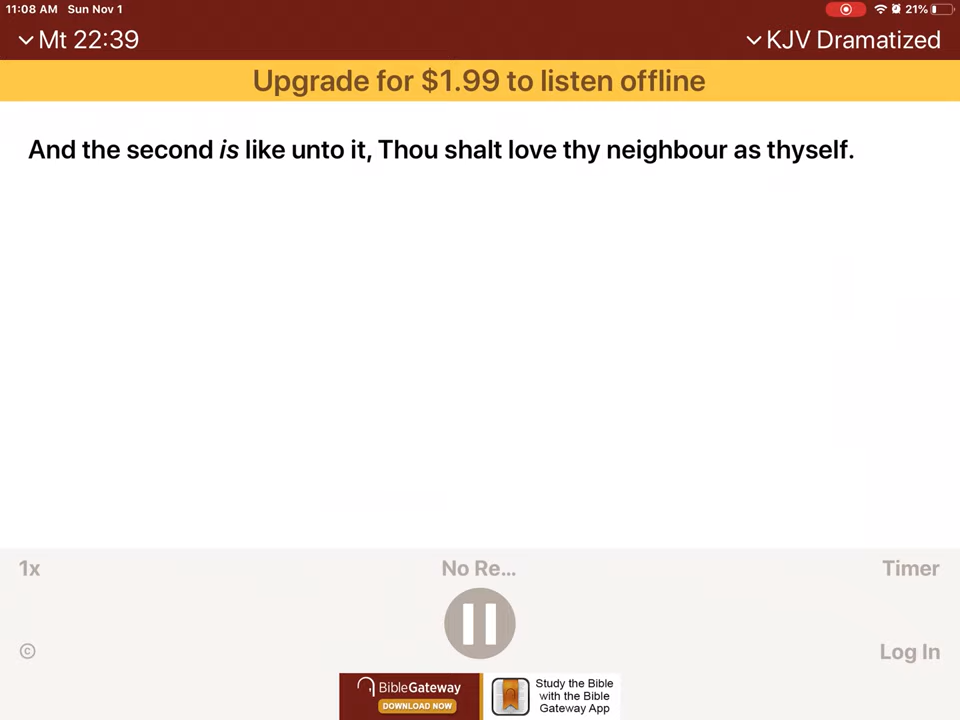 11:08 AM Sun Nov 1 21%
Mt 22:39 KJV Dramatized
Upgrade for $1.99 to listen offline
And the second is like unto it, Thou shalt love thy neighbour as thyself.
1x No Re... Timer
© Log In
BibleGateway
DOWNLOAD NOW
Study the Bible
with the Bible
Gateway App